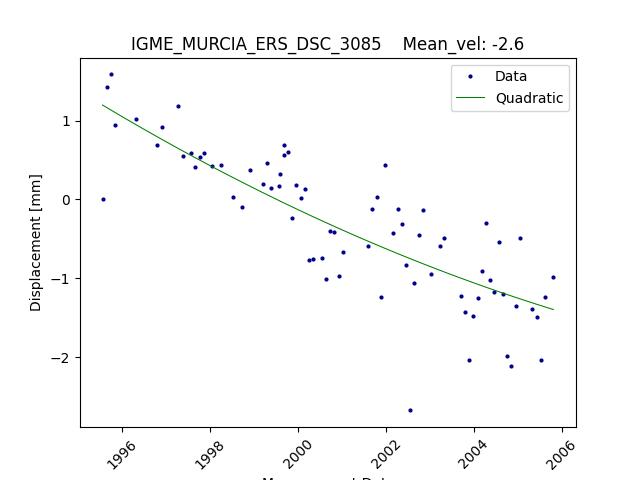 IGME_MURCIA_ERS_DSC_3085    Mean_vel: -2.6
Data
Quadratic
Displacement [mm]
1
0
−1
−2
1996
1998
2000
2002
2004
2006